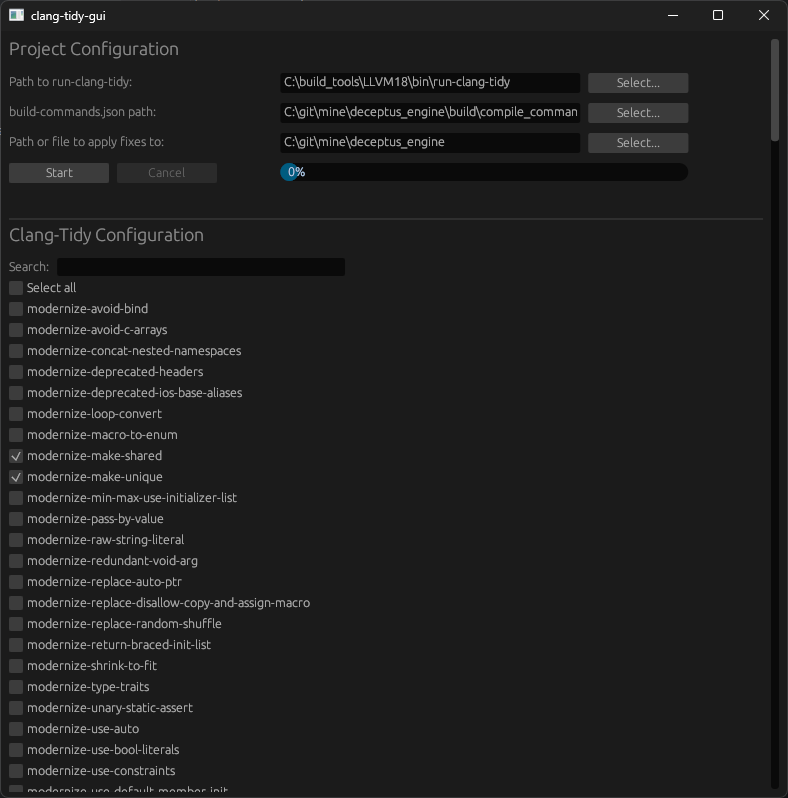 clang-tidy-gui
Project Configuration
Path to run-clang-tidy: C:\build_tools\LLVM18\bin\run-clang-tidy Select...
build-commands.json path: C:\git\mine\deceptus_engine\build\compile_comman Select...
Path or file to apply fixes to: C:\git\mine\deceptus_engine Select...
Start Cancel 0%
Clang-Tidy Configuration
Search:
Select all
modernize-avoid-bind
modernize-avoid-c-arrays
modernize-concat-nested-namespaces
modernize-deprecated-headers
modernize-deprecated-ios-base-aliases
modernize-loop-convert
modernize-macro-to-enum
modernize-make-shared
modernize-make-unique
modernize-min-max-use-initializer-list
modernize-pass-by-value
modernize-raw-string-literal
modernize-redundant-void-arg
modernize-replace-auto-ptr
modernize-replace-disallow-copy-and-assign-macro
modernize-replace-random-shuffle
modernize-return-braced-init-list
modernize-shrink-to-fit
modernize-type-traits
modernize-unary-static-assert
modernize-use-auto
modernize-use-bool-literals
modernize-use-constraints
modernize-use-default-member-init